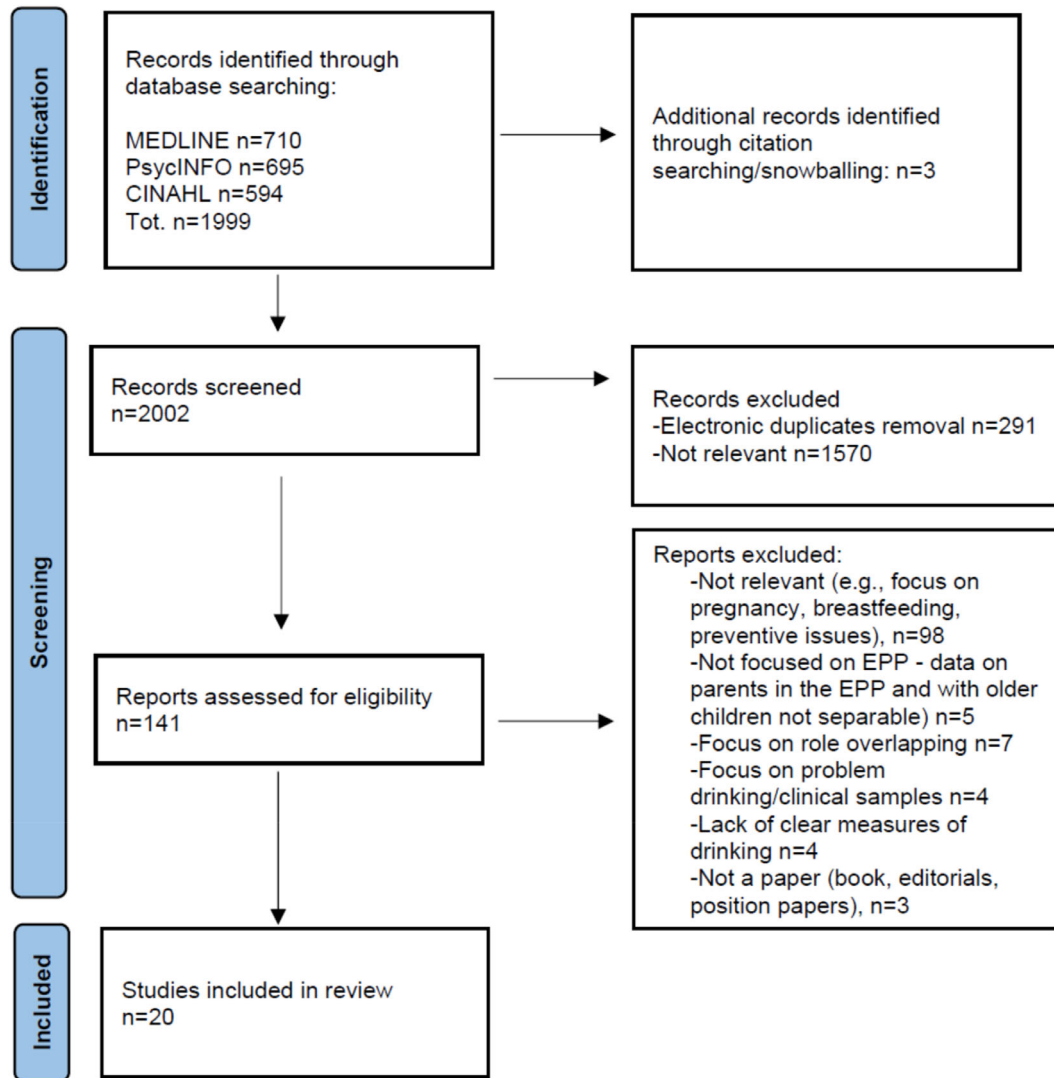 Identification
Records identified through
database searching:
MEDLINE n=710
PsycINFO n=695
CINAHL n=594
Tot. n=1999
Additional records identified
through citation
searching/snowballing: n=3
Screening
Records screened
n=2002
Records excluded
-Electronic duplicates removal n=291
-Not relevant n=1570
Reports assessed for eligibility
n=141
Reports excluded:
-Not relevant (e.g., focus on
pregnancy, breastfeeding,
preventive issues), n=98
-Not focused on EPP - data on
parents in the EPP and with older
children not separable) n=5
-Focus on role overlapping n=7
-Focus on problem
drinking/clinical samples n=4
-Lack of clear measures of
drinking n=4
-Not a paper (book, editorials,
position papers), n=3
Included
Studies included in review
n=20